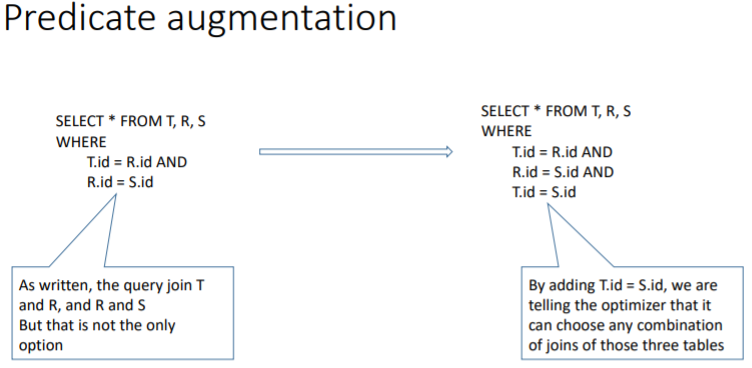 Predicate augmentation
SELECT * FROM T, R, S
WHERE
T.id = R.id AND
R.id = S.id
As written, the query join T
and R, and R and S
But that is not the only
option
SELECT * FROM T, R, S
WHERE
T.id = R.id AND
R.id = S.id AND
T.id = S.id
By adding T.id = S.id, we are
telling the optimizer that it
can choose any combination
of joins of those three tables